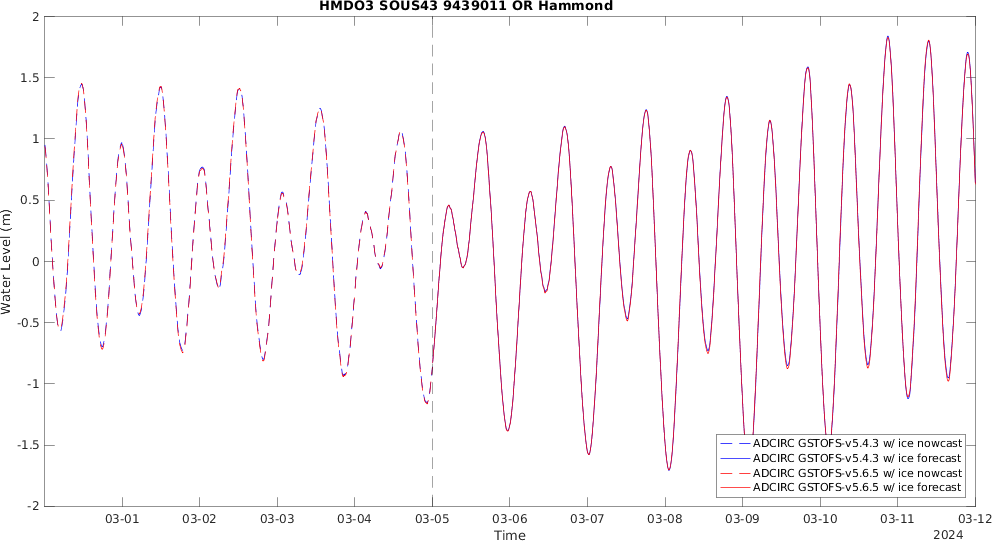 HMDO3 SOUS43 9439011 OR Hammond
2
1.5
1
0.5
0
-0.5
-1
-1.5
-2
Water Level (m)
ADCIRC GSTOFS-v5.4.3 w/ ice nowcast
ADCIRC GSTOFS-v5.4.3 w/ ice forecast
ADCIRC GSTOFS-v5.6.5 w/ ice nowcast
ADCIRC GSTOFS-v5.6.5 w/ ice forecast
03-01 03-02 03-03 03-04 03-05 03-06 03-07 03-08 03-09 03-10 03-11 03-12
Time
2024